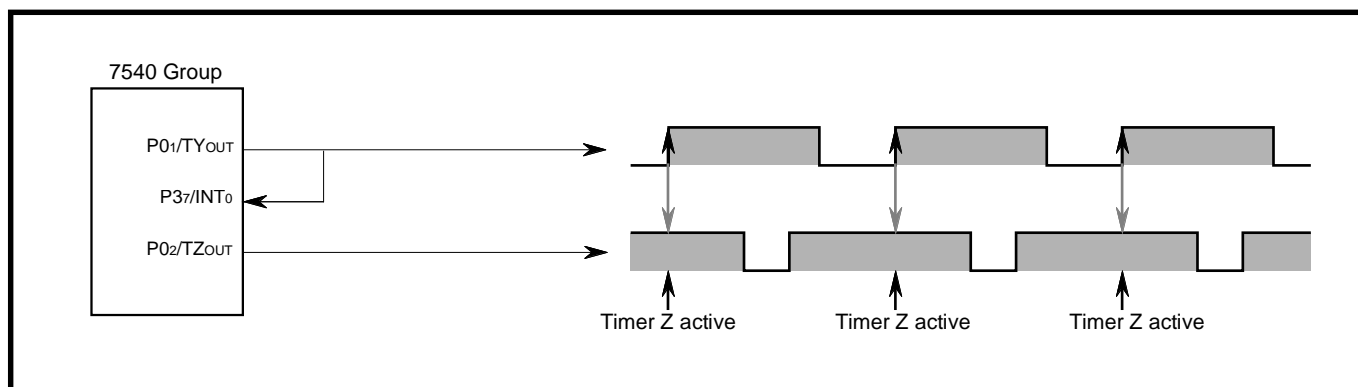 7540 Group
P01/TYOUT
P37/INT0
P02/TZOUT
Timer Z active Timer Z active Timer Z active